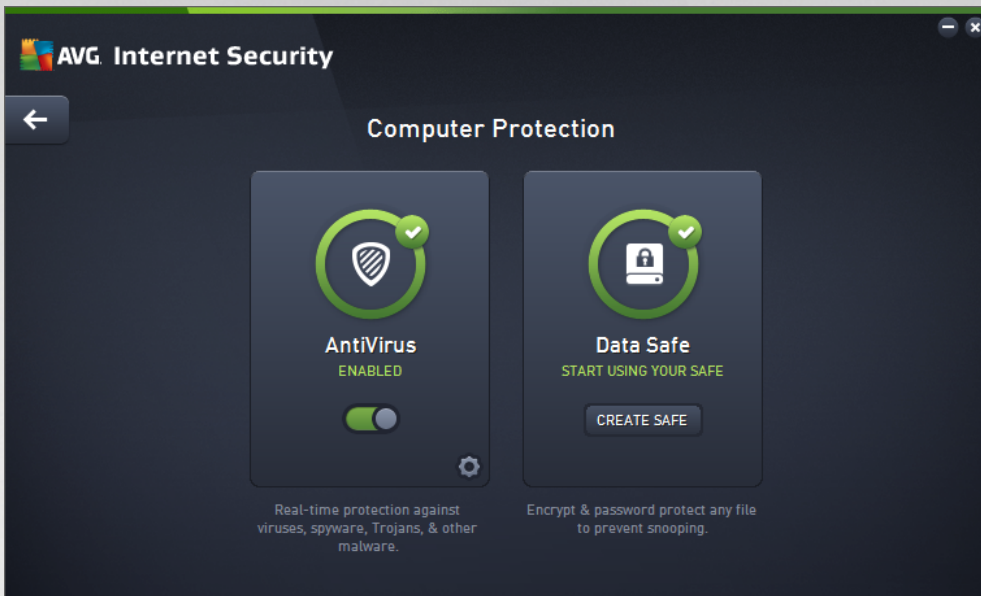 AVG Internet Security
Computer Protection
AntiVirus
ENABLED
Real-time protection against
viruses, spyware, Trojans, & other
malware.
Data Safe
START USING YOUR SAFE
CREATE SAFE
Encrypt & password protect any file
to prevent snooping.